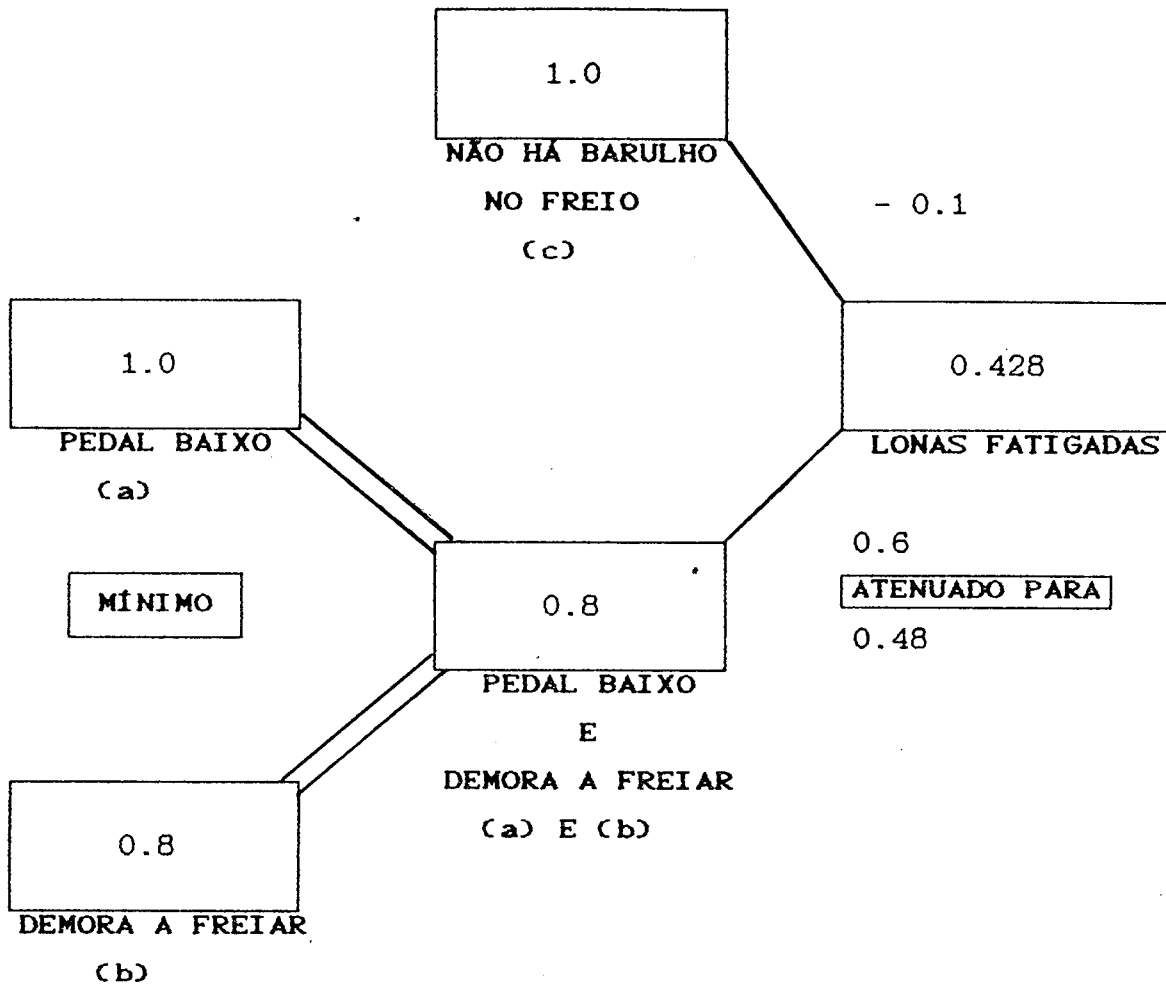 1.0
NÃO HÁ BARULHO
NO FREIO
(c)
- 0.1
1.0
PEDAL BAIXO
(a)
0.428
LONAS FATIGADAS
MÍNIMO
0.8
PEDAL BAIXO
E
DEMORA A FREIAR
(a) E (b)
0.6
ATENUADO PARA
0.48
0.8
DEMORA A FREIAR
(b)